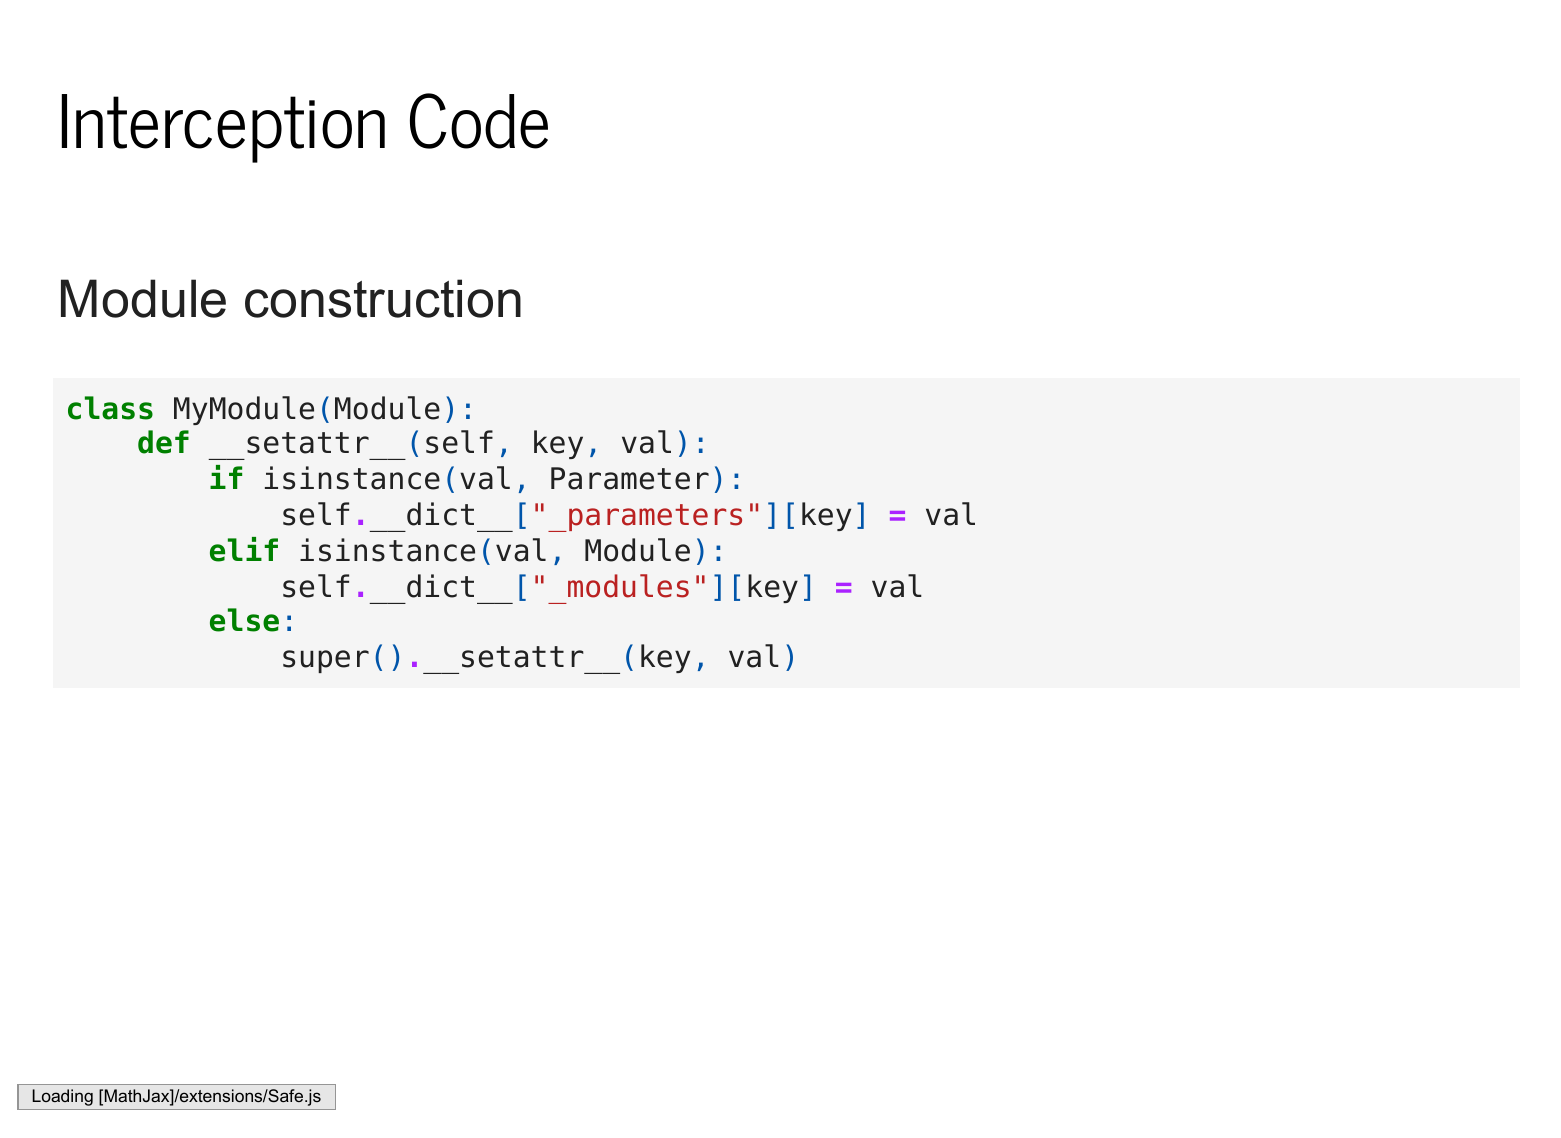 Interception Code
Module construction
class MyModule(Module):
    def __setattr__(self, key, val):
        if isinstance(val, Parameter):
            self.__dict__["_parameters"][key] = val
        elif isinstance(val, Module):
            self.__dict__["_modules"][key] = val
        else:
            super().__setattr__(key, val)
Loading [MathJax]/extensions/Safe.js